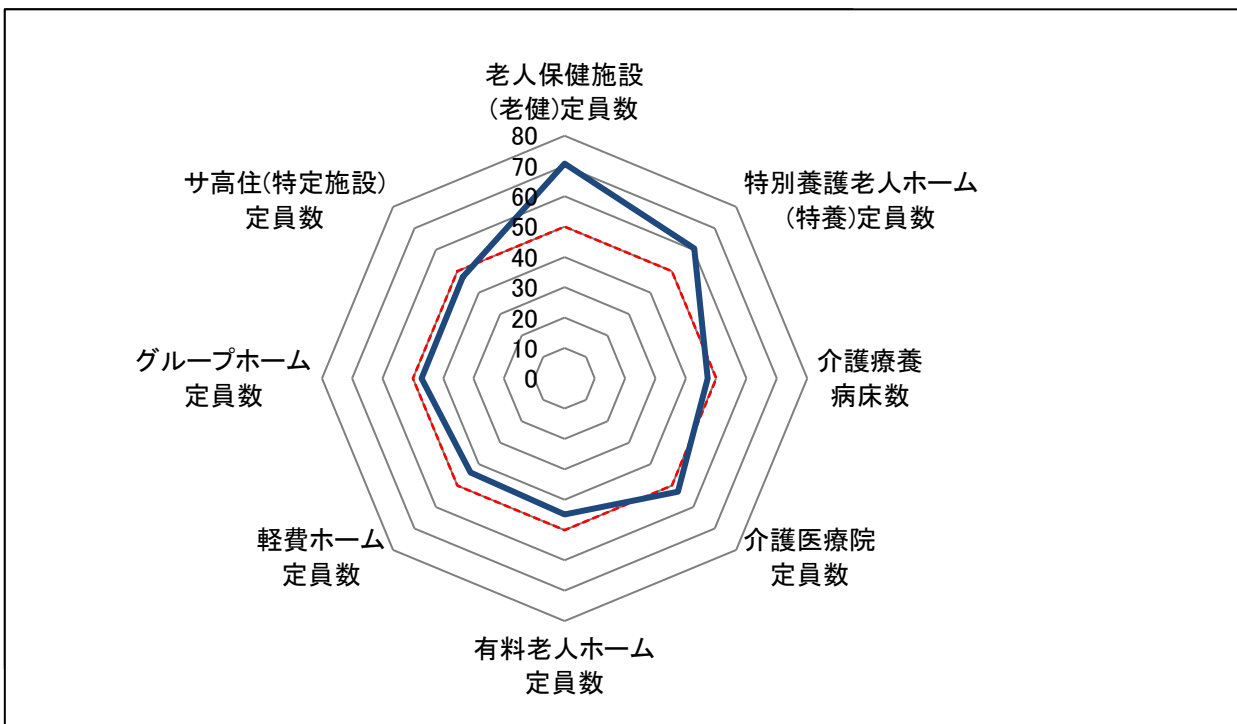 老人保健施設
(老健)定員数
特別養護老人ホーム
(特養)定員数
介護療養
病床数
介護医療院
定員数
有料老人ホーム
定員数
軽費ホーム
定員数
グループホーム
定員数
サ高住(特定施設)
定員数
80
70
60
50
40
30
20
10
0